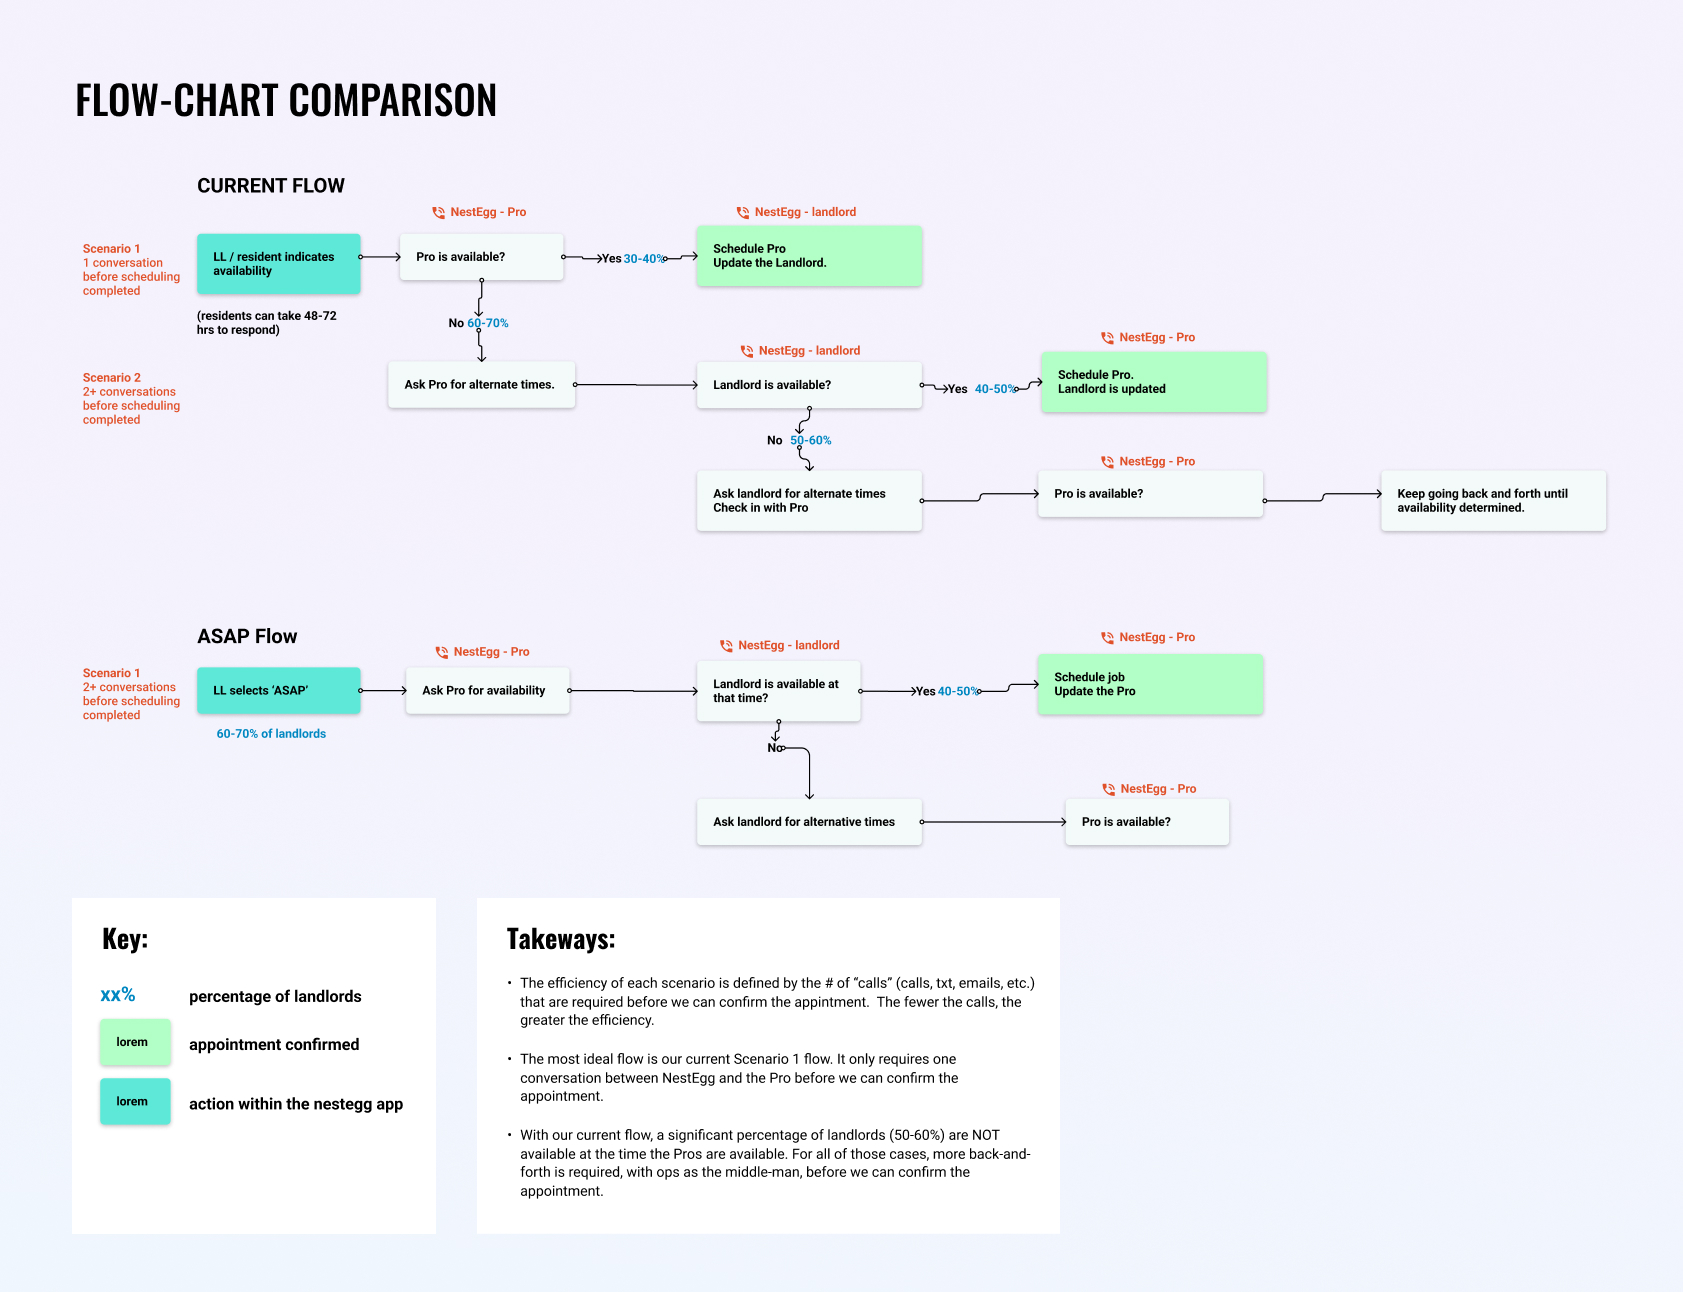 FLOW-CHART COMPARISON
CURRENT FLOW
NestEgg - Pro
NestEgg - landlord
Scenario 1
1 conversation
before scheduling
completed
LL / resident indicates
availability
Pro is available?
Yes 30-40%
Schedule Pro
Update the Landlord.
(residents can take 48-72
hrs to respond)
No 60-70%
NestEgg - landlord
NestEgg - Pro
Scenario 2
2+ conversations
before scheduling
completed
Ask Pro for alternate times.
Landlord is available?
Yes 40-50%
Schedule Pro.
Landlord is updated
No 50-60%
NestEgg - Pro
Ask landlord for alternate times
Check in with Pro
Pro is available?
Keep going back and forth until
availability determined.
ASAP Flow
NestEgg - Pro
NestEgg - landlord
NestEgg - Pro
Scenario 1
2+ conversations
before scheduling
completed
LL selects ‘ASAP’
Ask Pro for availability
Landlord is available at
that time?
Yes 40-50%
Schedule job
Update the Pro
60-70% of landlords
No
NestEgg - Pro
Ask landlord for alternative times
Pro is available?
Key:
xx%
percentage of landlords
lorem
appointment confirmed
lorem
action within the nestegg app
Takeways:
• The efficiency of each scenario is defined by the # of “calls” (calls, txt, emails, etc.)
that are required before we can confirm the appintment. The fewer the calls, the
greater the efficiency.
• The most ideal flow is our current Scenario 1 flow. It only requires one
conversation between NestEgg and the Pro before we can confirm the
appointment.
• With our current flow, a significant percentage of landlords (50-60%) are NOT
available at the time the Pros are available. For all of those cases, more back-and-
forth is required, with ops as the middle-man, before we can confirm the
appointment.